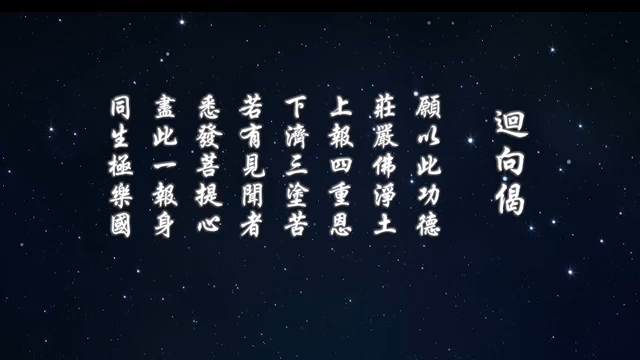 迴向偈
願以此功德
莊嚴佛淨土
上報四重恩
下濟三塗苦
若有見聞者
悉發菩提心
盡此一報身
同生極樂國